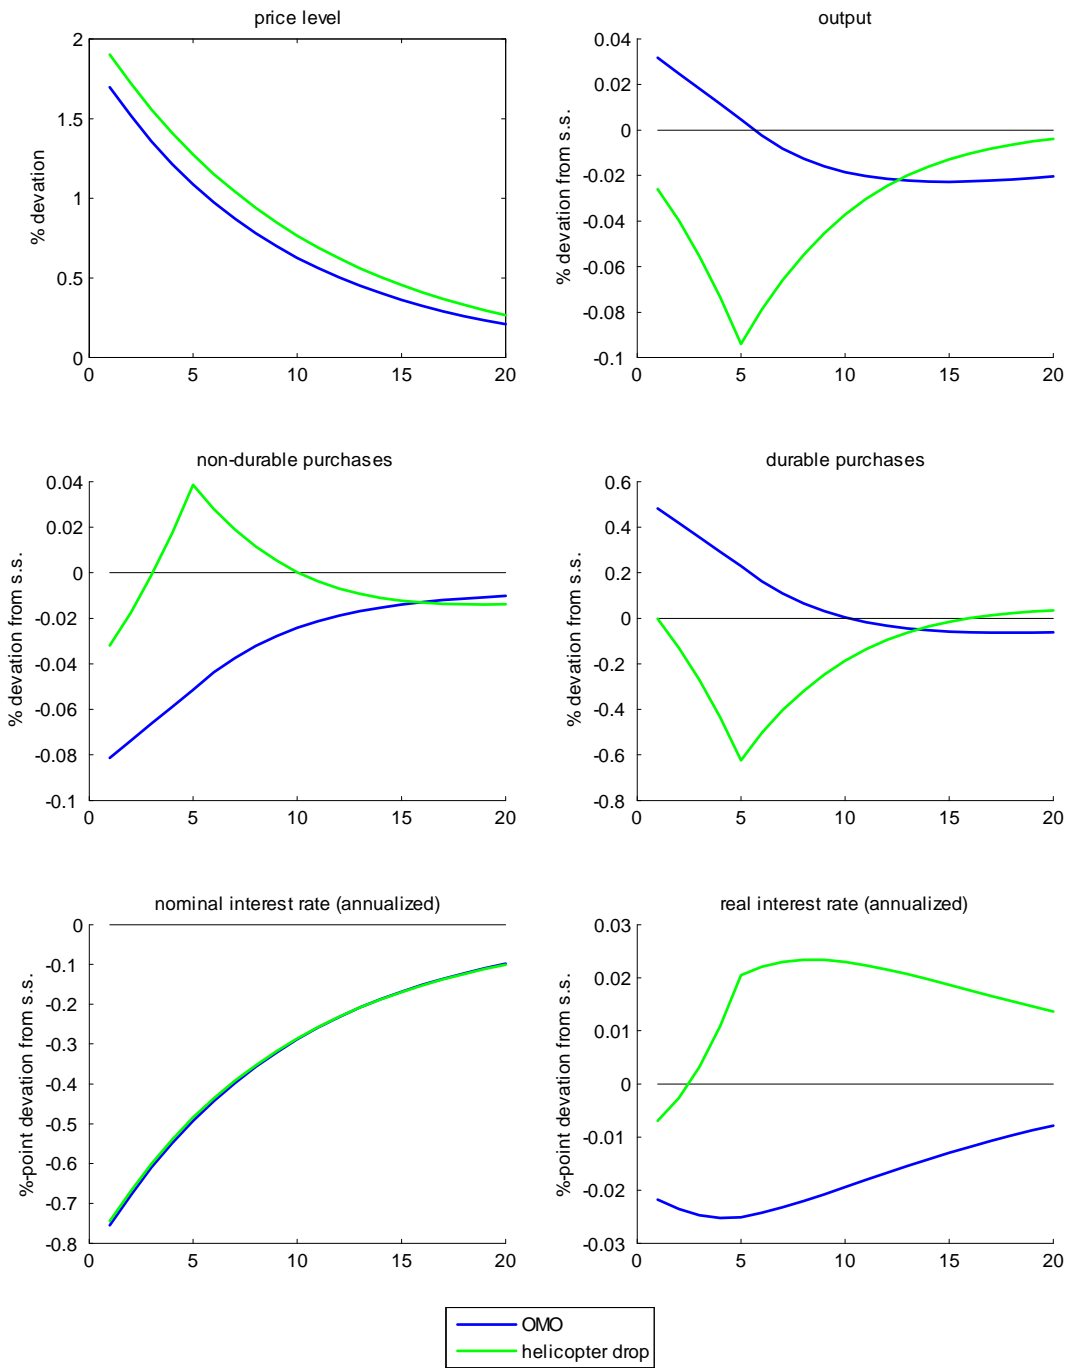 price level
% devation
2
1.5
1
0.5
0
0 5 10 15 20
output
% devation from s.s.
0.04
0.02
0
-0.02
-0.04
-0.06
-0.08
-0.1
0 5 10 15 20
non-durable purchases
% devation from s.s.
0.04
0.02
0
-0.02
-0.04
-0.06
-0.08
-0.1
0 5 10 15 20
durable purchases
% devation from s.s.
0.6
0.4
0.2
0
-0.2
-0.4
-0.6
-0.8
0 5 10 15 20
nominal interest rate (annualized)
%-point devation from s.s.
0
-0.1
-0.2
-0.3
-0.4
-0.5
-0.6
-0.7
-0.8
0 5 10 15 20
real interest rate (annualized)
%-point devation from s.s.
0.03
0.02
0.01
0
-0.01
-0.02
-0.03
0 5 10 15 20
OMO
helicopter drop